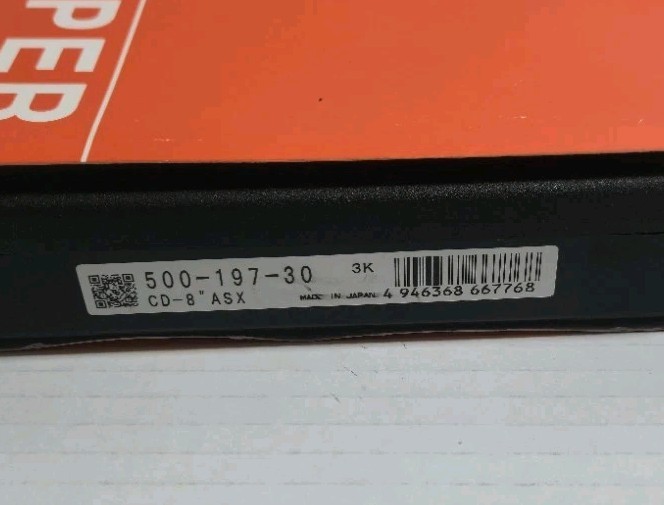 PER
500-197-30
3K
CD-8" ASX
MADE IN JAPAN
4 946368 667768